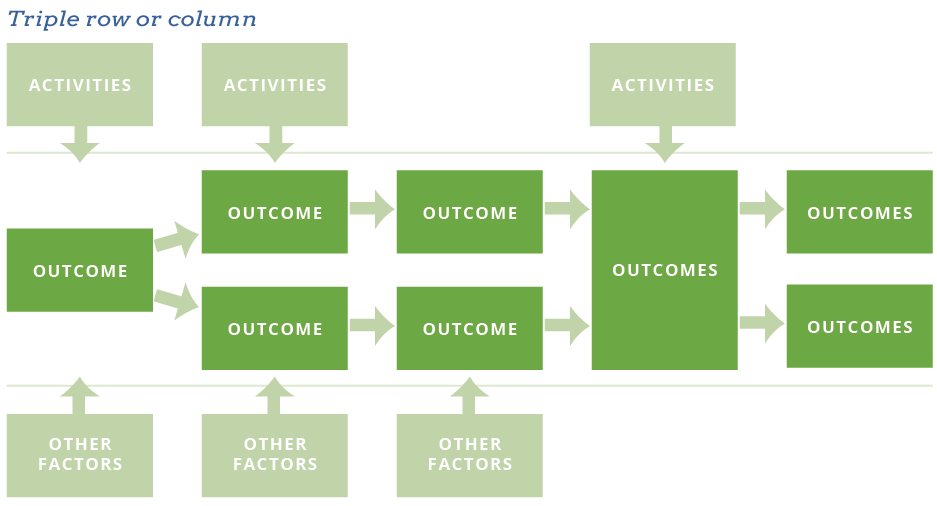 Triple row or column
ACTIVITIES
ACTIVITIES
ACTIVITIES
OUTCOME
OUTCOME
OUTCOME
OUTCOME
OUTCOME
OUTCOMES
OUTCOMES
OUTCOMES
OTHER
FACTORS
OTHER
FACTORS
OTHER
FACTORS